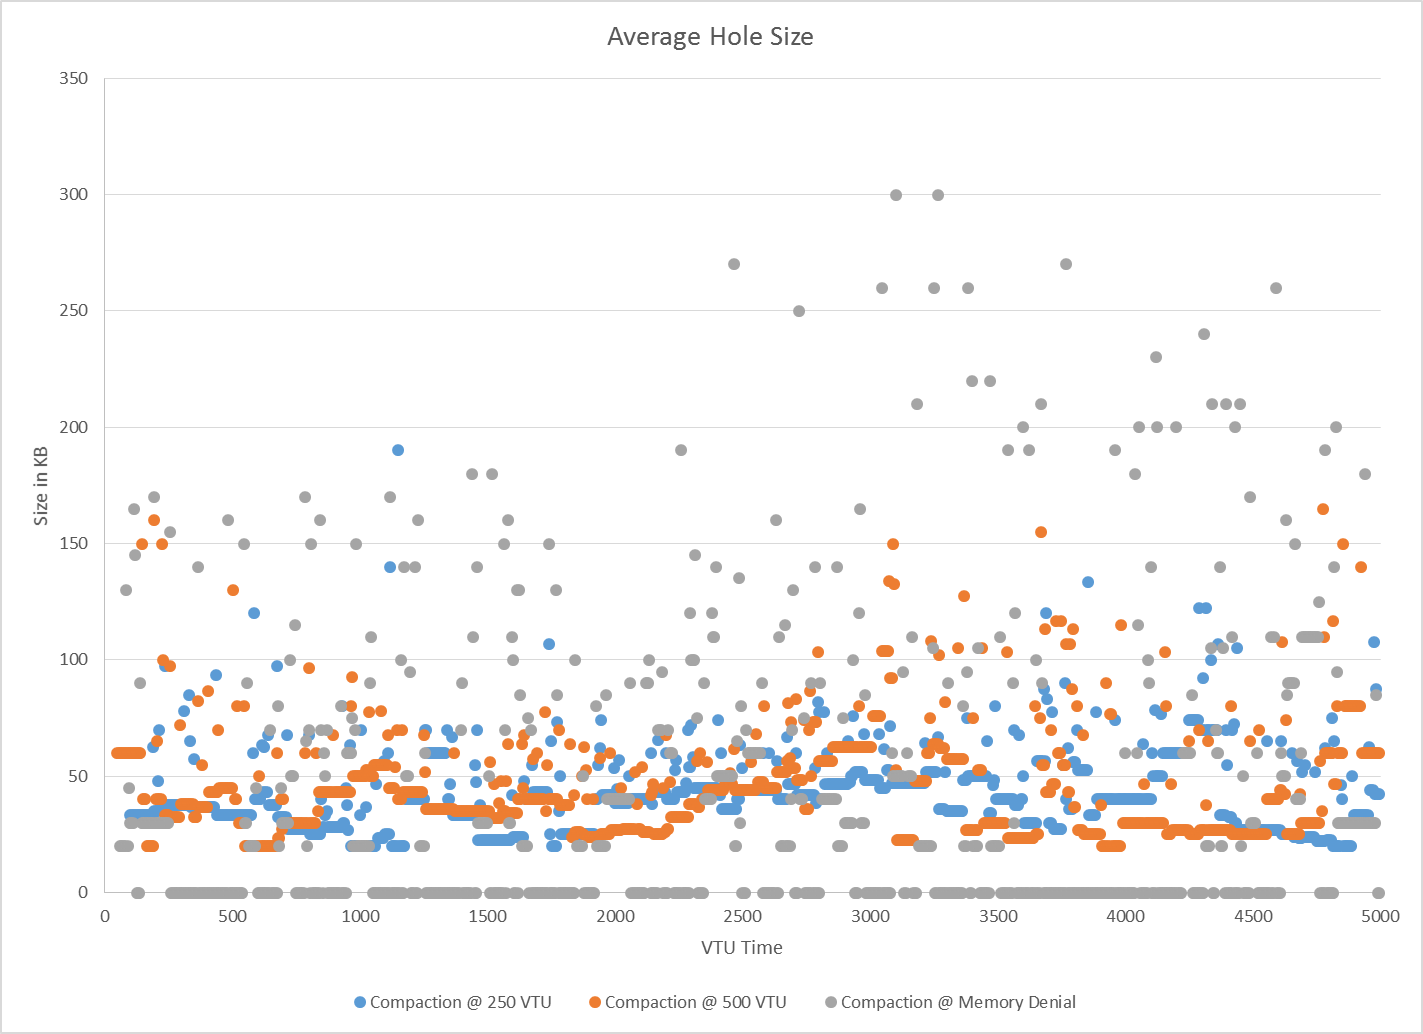 Average Hole Size
350
300
250
200
150
100
50
0
Size in KB
0 500 1000 1500 2000 2500 3000 3500 4000 4500 5000
VTU Time
Compaction @ 250 VTU Compaction @ 500 VTU Compaction @ Memory Denial